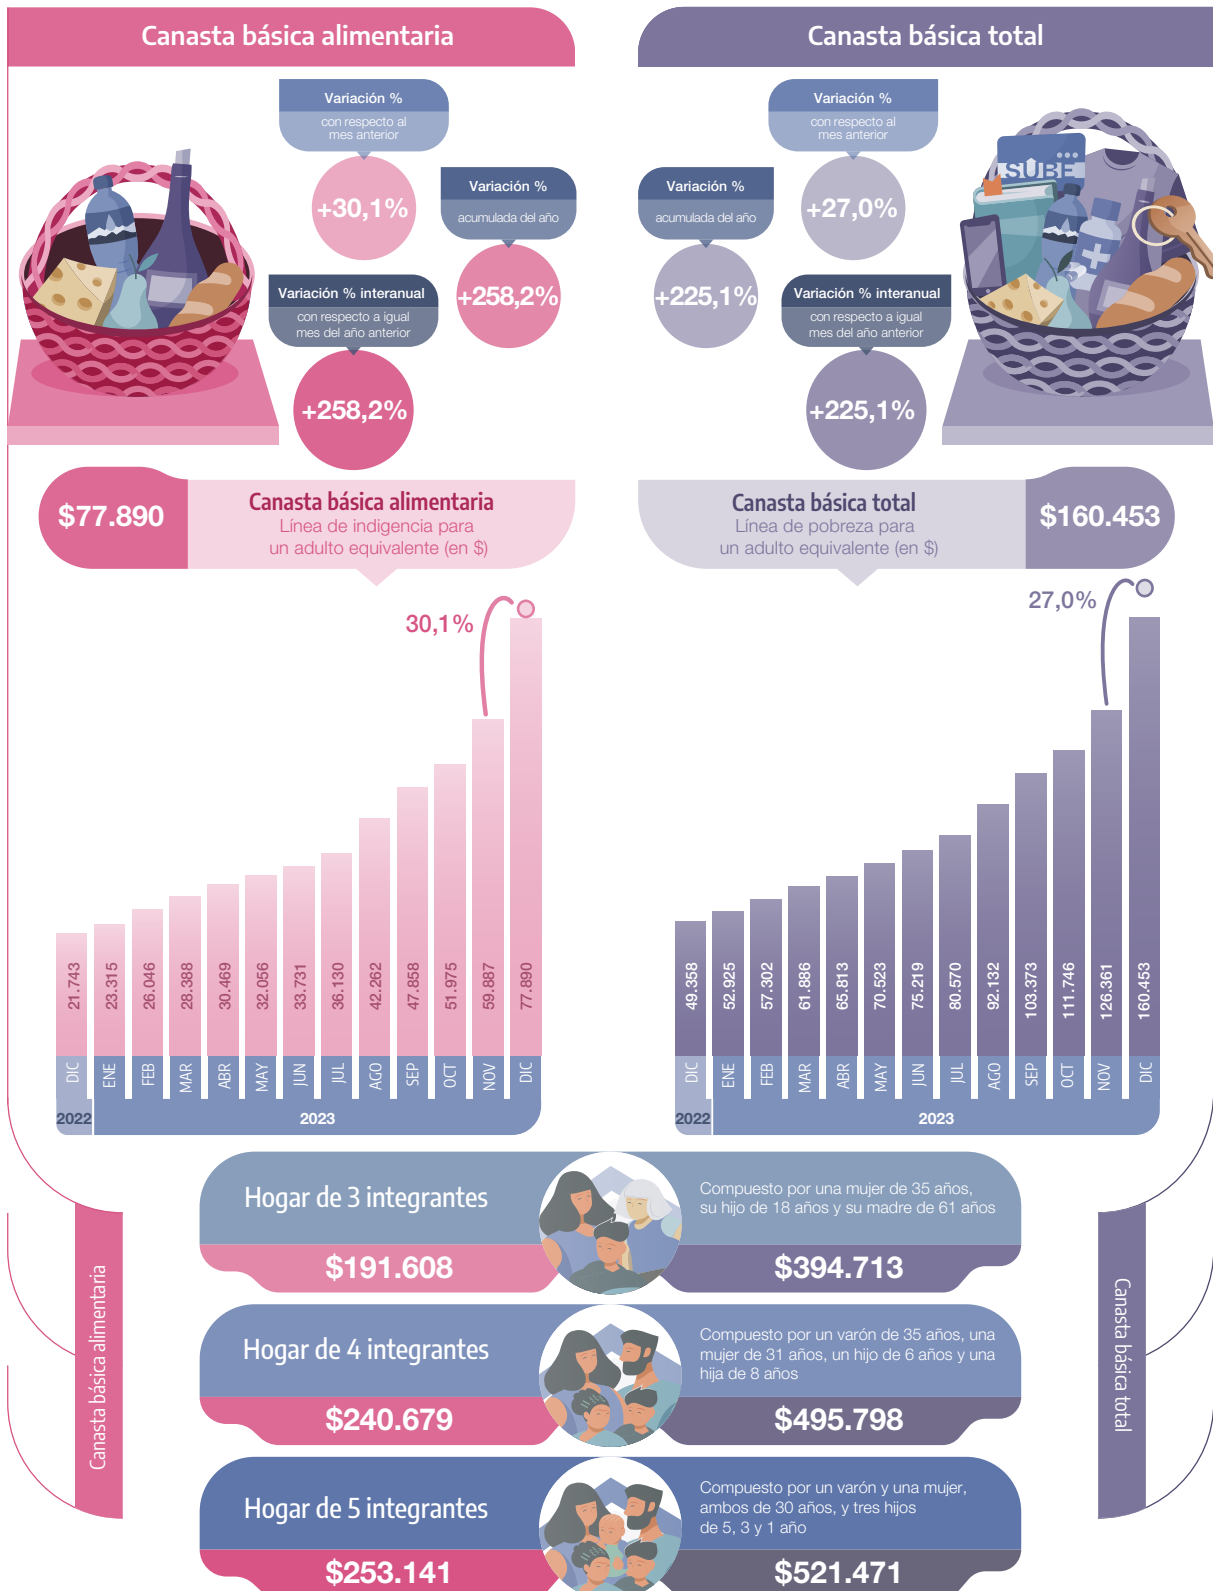 Canasta básica alimentaria
Variación %
con respecto al
mes anterior
+30,1%
Variación %
acumulada del año
+258,2%
Variación % interanual
con respecto a igual
mes del año anterior
+258,2%
Canasta básica total
Variación %
con respecto al
mes anterior
+27,0%
Variación %
acumulada del año
+225,1%
Variación % interanual
con respecto a igual
mes del año anterior
+225,1%
SUBE
$77.890
Canasta básica alimentaria
Línea de indigencia para
un adulto equivalente (en $)
30,1%
21.743
23.315
26.046
28.388
30.469
32.056
33.731
36.130
42.262
47.858
51.975
59.887
77.890
DIC
ENE
FEB
MAR
ABR
MAY
JUN
JUL
AGO
SEP
OCT
NOV
DIC
2022
2023
Canasta básica total
Línea de pobreza para
un adulto equivalente (en $)
$160.453
27,0%
49.358
52.925
57.302
61.886
65.813
70.523
75.219
80.570
92.132
103.373
111.746
126.361
160.453
DIC
ENE
FEB
MAR
ABR
MAY
JUN
JUL
AGO
SEP
OCT
NOV
DIC
2022
2023
Canasta básica alimentaria
Canasta básica total
Hogar de 3 integrantes
Compuesto por una mujer de 35 años,
su hijo de 18 años y su madre de 61 años
$191.608
$394.713
Hogar de 4 integrantes
Compuesto por un varón de 35 años, una
mujer de 31 años, un hijo de 6 años y una
hija de 8 años
$240.679
$495.798
Hogar de 5 integrantes
Compuesto por un varón y una mujer,
ambos de 30 años, y tres hijos
de 5, 3 y 1 año
$253.141
$521.471